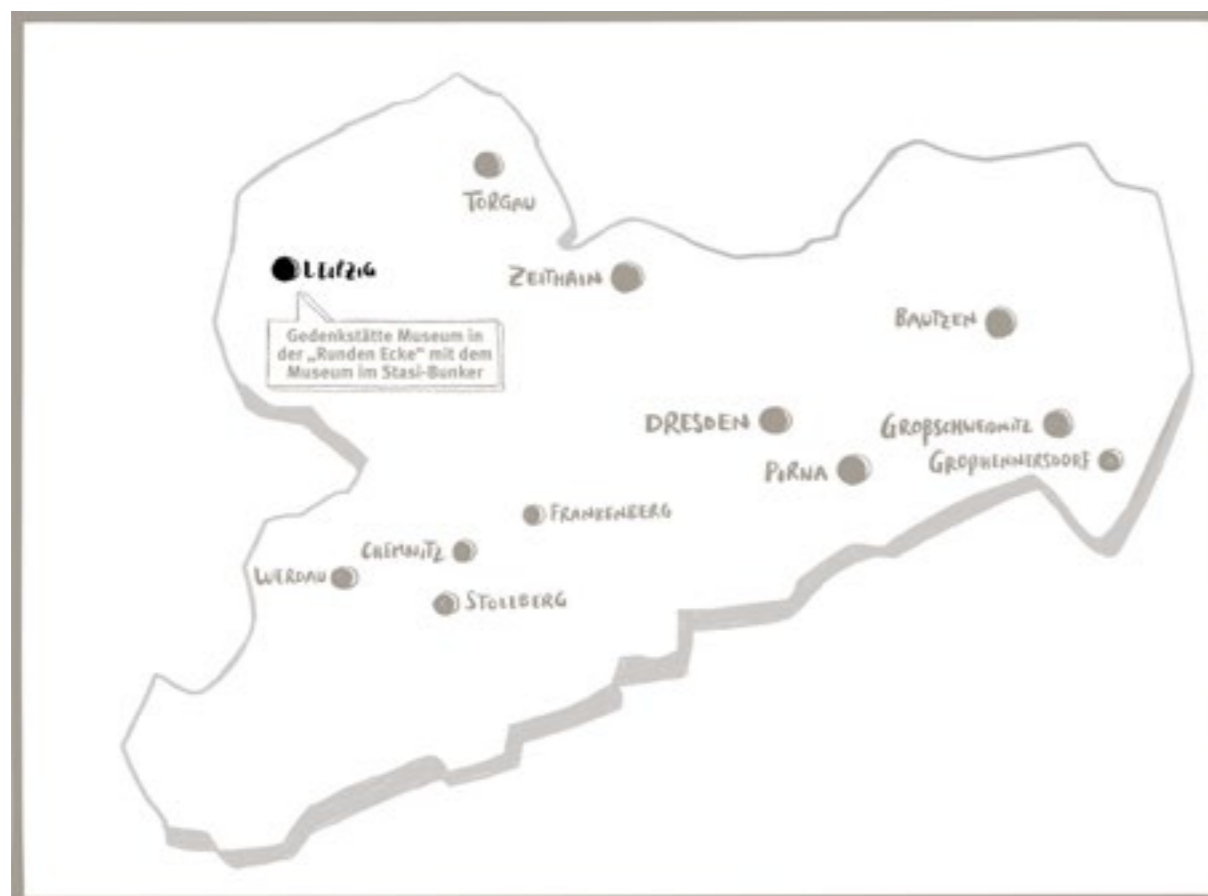 TORGAU
LEIPZIG
ZEITHAIN
Gedenkstätte Museum in
der „Runden Ecke" mit dem
Museum im Stasi-Bunker
BAUTZEN
DRESDEN
GROßSCHWEIDNITZ
PIRNA
GROßHENNERSDORF
FRANKENBERG
CHEMNITZ
WERDAU
STOLLBERG